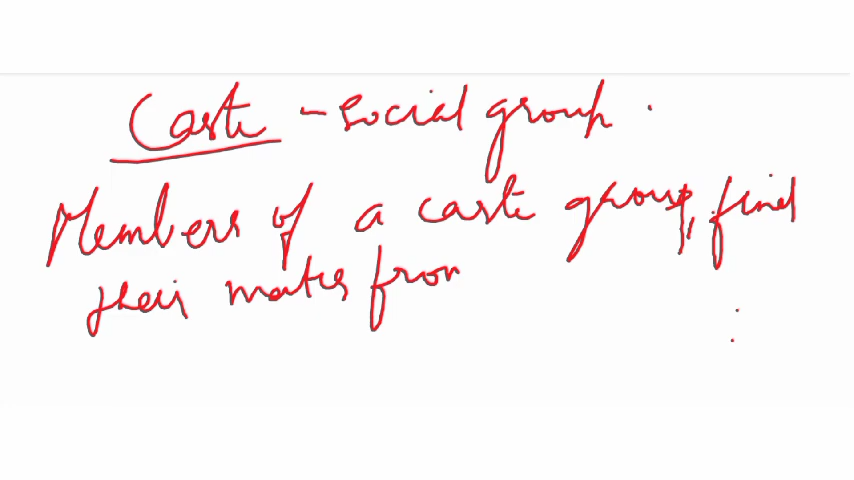 Caste - social group.
Members of a caste group, find
their mates from